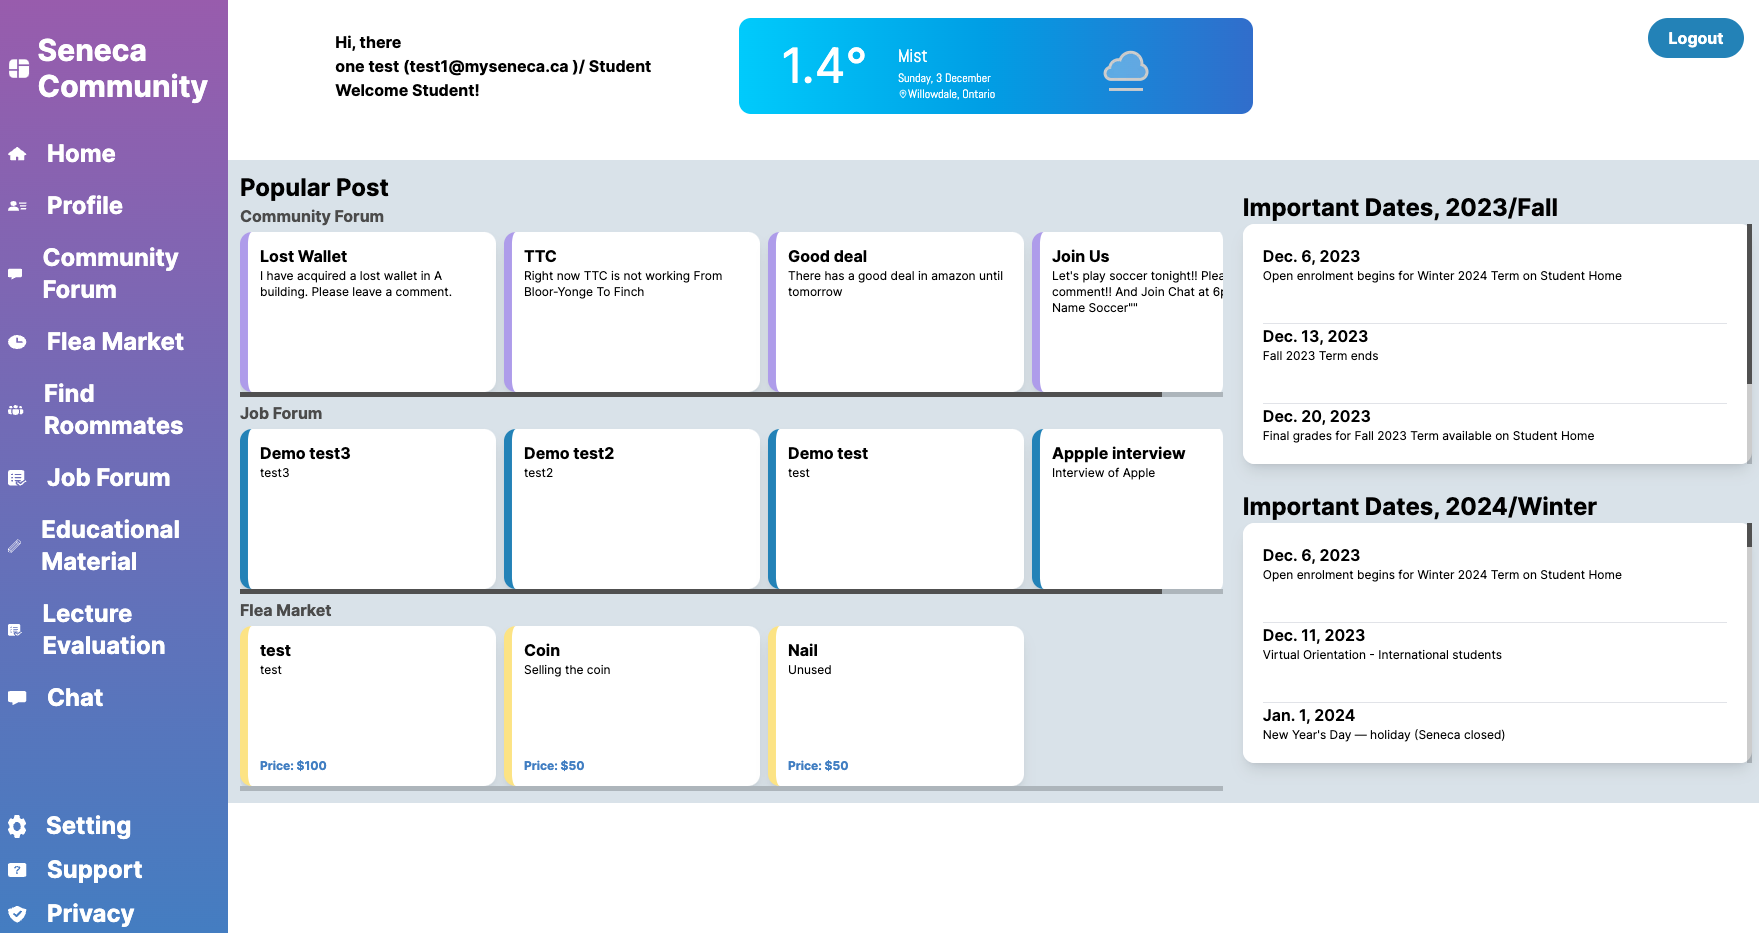 Seneca
Community
Home
Profile
Community
Forum
Flea Market
Find
Roommates
Job Forum
Educational
Material
Lecture
Evaluation
Chat
Setting
Support
Privacy
Hi, there
one test (test1@myseneca.ca )/ Student
Welcome Student!
1.4°
Mist
Sunday, 3 December
Willowdale, Ontario
Logout
Popular Post
Community Forum
Lost Wallet
I have acquired a lost wallet in A
building. Please leave a comment.
TTC
Right now TTC is not working From
Bloor-Yonge To Finch
Good deal
There has a good deal in amazon until
tomorrow
Join Us
Let's play soccer tonight!! Plea
comment!! And Join Chat at 6p
Name Soccer""
Job Forum
Demo test3
test3
Demo test2
test2
Demo test
test
Appple interview
Interview of Apple
Flea Market
test
test
Price: $100
Coin
Selling the coin
Price: $50
Nail
Unused
Price: $50
Important Dates, 2023/Fall
Dec. 6, 2023
Open enrolment begins for Winter 2024 Term on Student Home
Dec. 13, 2023
Fall 2023 Term ends
Dec. 20, 2023
Final grades for Fall 2023 Term available on Student Home
Important Dates, 2024/Winter
Dec. 6, 2023
Open enrolment begins for Winter 2024 Term on Student Home
Dec. 11, 2023
Virtual Orientation - International students
Jan. 1, 2024
New Year's Day — holiday (Seneca closed)